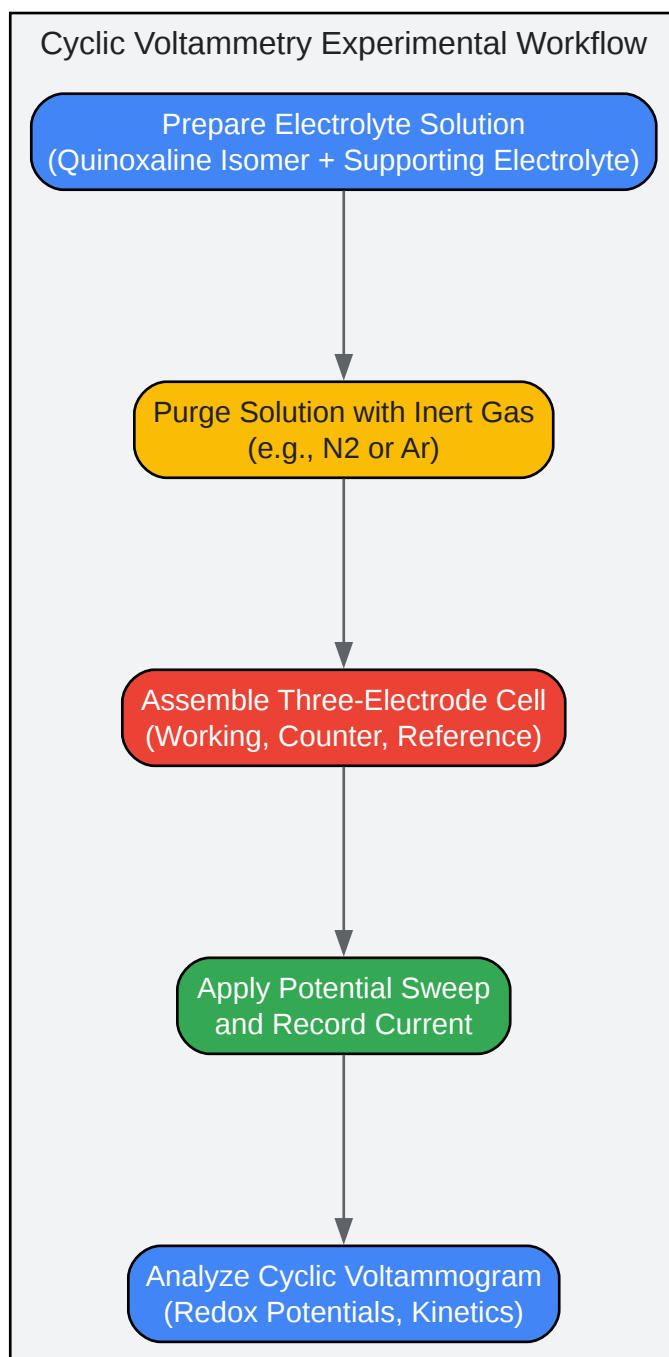 Cyclic Voltammetry Experimental Workflow
Prepare Electrolyte Solution
(Quinoxaline Isomer + Supporting Electrolyte)
Purge Solution with Inert Gas
(e.g., N2 or Ar)
Assemble Three-Electrode Cell
(Working, Counter, Reference)
Apply Potential Sweep
and Record Current
Analyze Cyclic Voltammogram
(Redox Potentials, Kinetics)